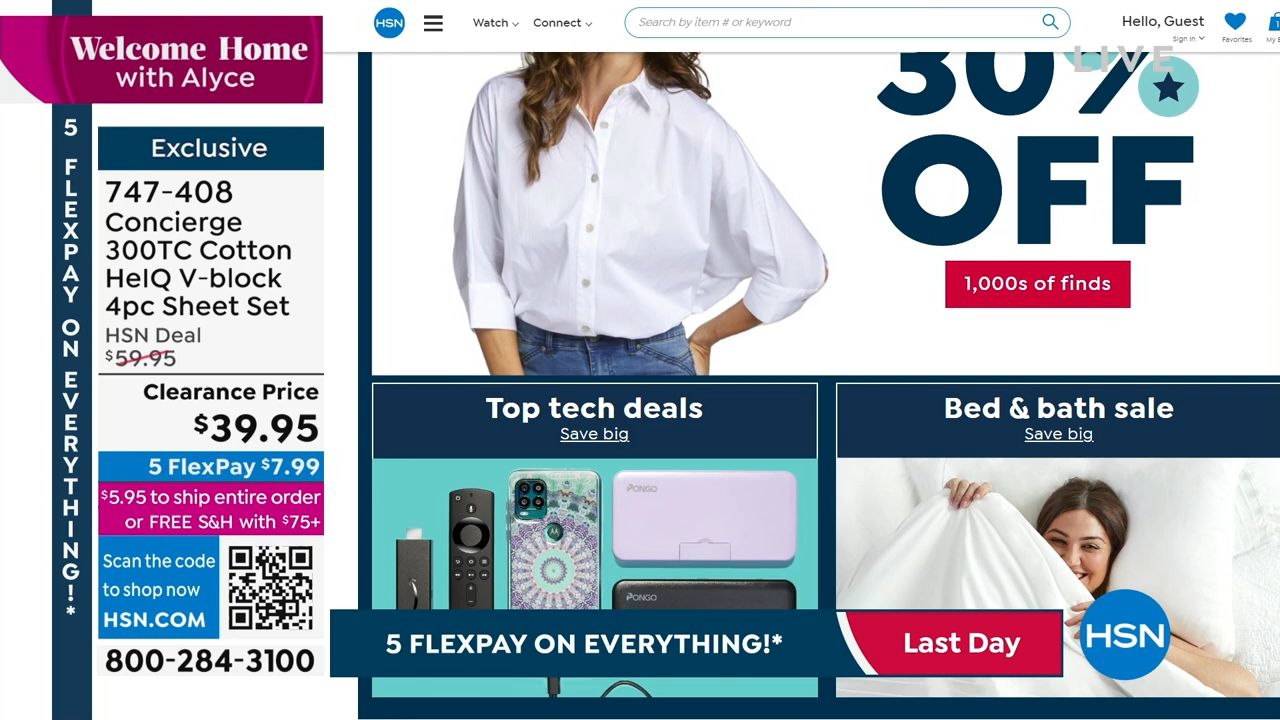 Welcome Home
with Alyce
5 FLEXPAY ON EVERYTHING!*
Exclusive
747-408
Concierge
300TC Cotton
HeIQ V-block
4pc Sheet Set
HSN Deal
$59.95
Clearance Price
$39.95
5 FlexPay $7.99
$5.95 to ship entire order
or FREE S&H with $75+
Scan the code
to shop now
HSN.COM
800-284-3100
HSN
Watch
Connect
Search by item # or keyword
Hello, Guest
Sign In
Favorites
1
LIVE
30%
OFF
1,000s of finds
Top tech deals
Save big
Bed & bath sale
Save big
PONGO
PONGO
5 FLEXPAY ON EVERYTHING!*
Last Day
HSN